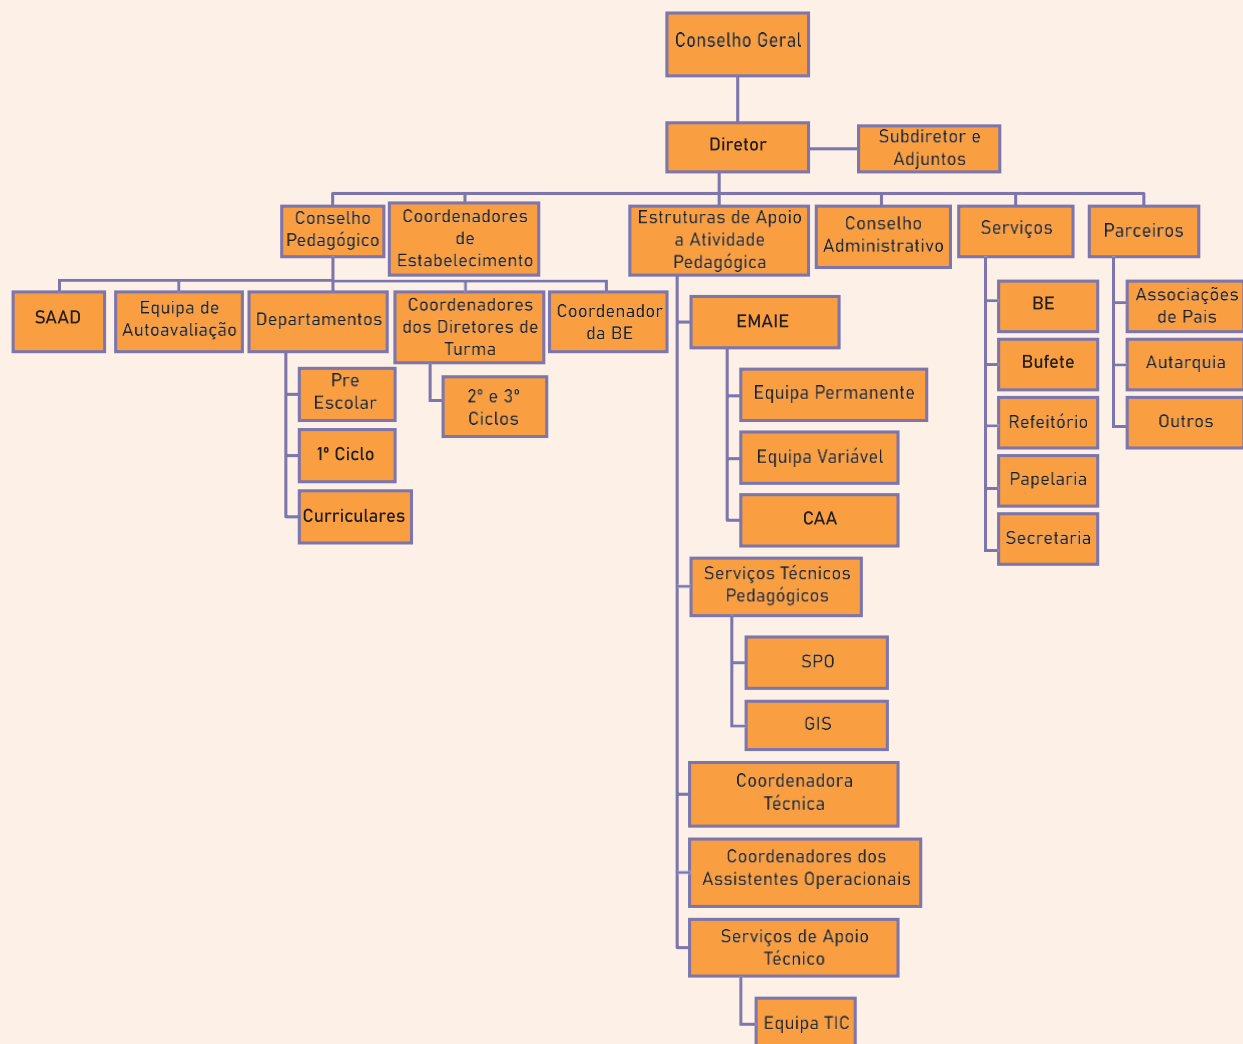 Conselho Geral
Diretor
Subdiretor e
Adjuntos
Conselho
Pedagógico
Coordenadores
de
Estabelecimento
Estruturas de Apoio
a Atividade
Pedagógica
Conselho
Administrativo
Serviços
Parceiros
SAAD
Equipa de
Autoavaliação
Departamentos
Coordenadores
dos Diretores de
Turma
Coordenador
da BE
Pre
Escolar
1º Ciclo
Curriculares
2º e 3º
Ciclos
EMAIE
Equipa Permanente
Equipa Variável
CAA
Serviços Técnicos
Pedagógicos
SPO
GIS
Coordenadora
Técnica
Coordenadores dos
Assistentes Operacionais
Serviços de Apoio
Técnico
Equipa TIC
BE
Bufete
Refeitório
Papelaria
Secretaria
Associações
de Pais
Autarquia
Outros